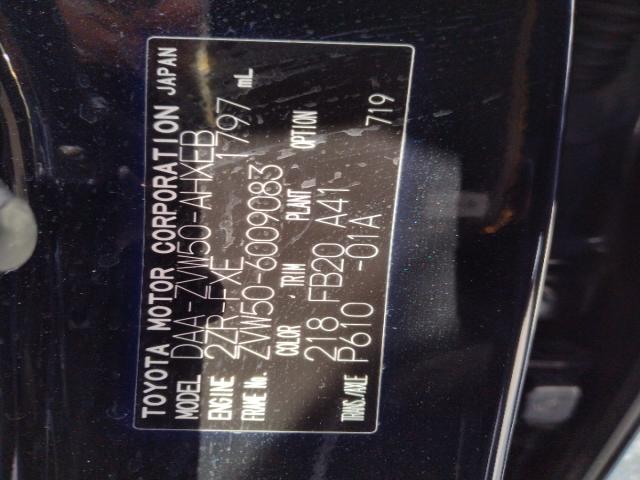 TOYOTA MOTOR CORPORATION JAPAN
MODEL DAA-ZVW50-AHXEB
ENGINE 2ZR-FXE 1797 mL
FRAME No. ZVW50-6009083
COLOR TRIM PLANT OPTION
218 FB20 A41
TRANS./AXLE P610 -01A 719